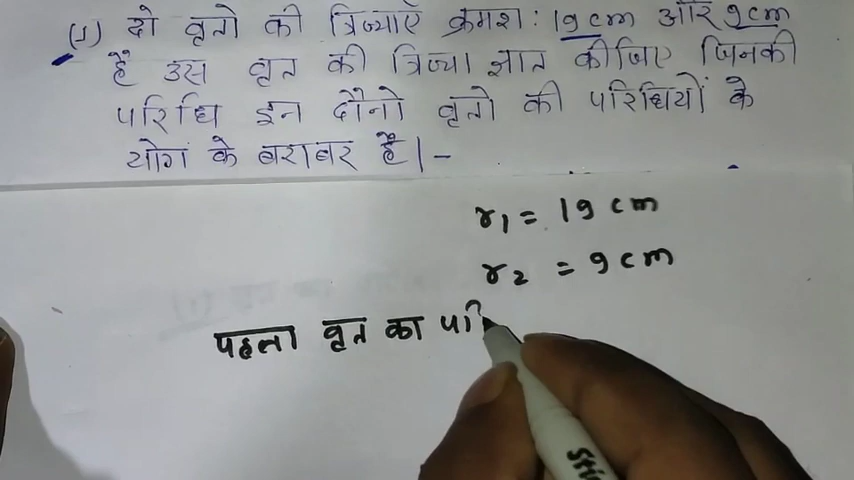 (1) दो वृतो की त्रिज्याएँ क्रमश: 19 cm और 9 cm
है उस वृत की त्रिज्या ज्ञात कीजिए जिनकी
परिधि इन दौनो वृतो की परिधियों के
योग के बराबर है।-
r₁ = 19 cm
r₂ = 9 cm
पहला वृत का परि